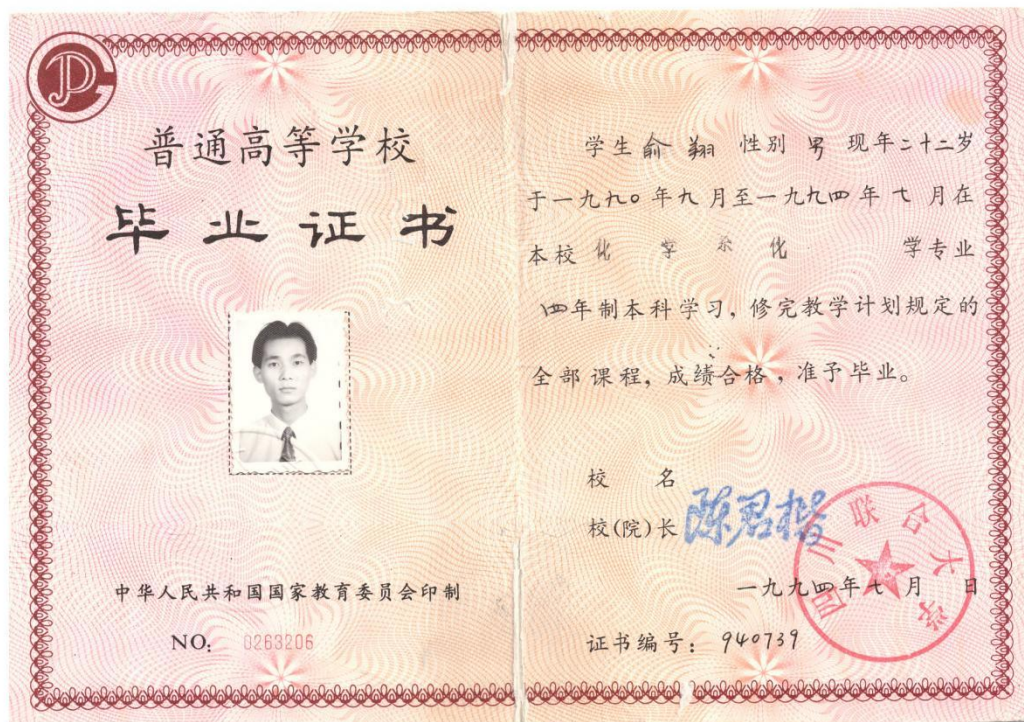 普通高等学校
毕业证书
中华人民共和国国家教育委员会印制
NO: 0263206
学生 俞翔 性别 男 现年二十二岁
于一九九〇年九月至一九九四年七月在
本校 化学系化 学专业
四年制本科学习，修完教学计划规定的
全部课程，成绩合格，准予毕业。
校 名
校(院)长 陈君楷
四川联合大学
一九九四年七月 日
证书编号：940739